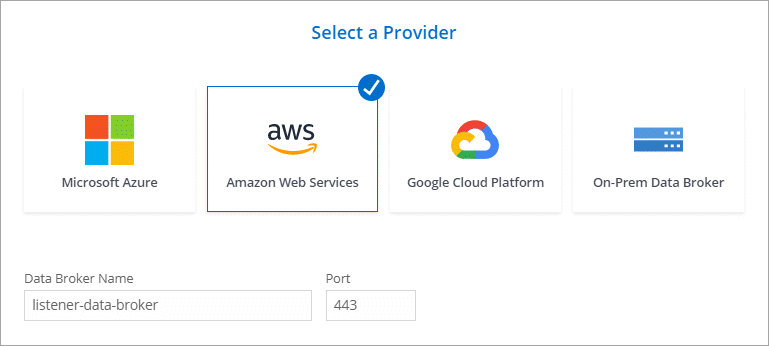 Select a Provider
aws
Microsoft Azure
Amazon Web Services
Google Cloud Platform
On-Prem Data Broker
Data Broker Name
Port
listener-data-broker
443